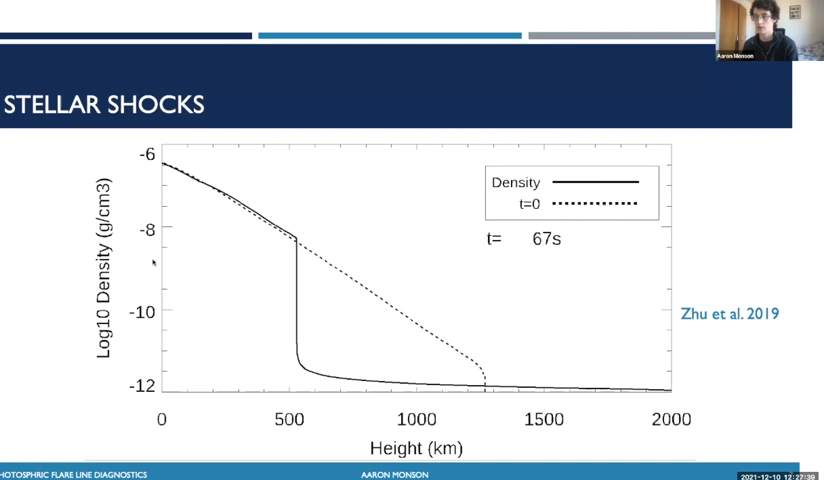 Aaron Monson
STELLAR SHOCKS
-6
-8
-10
-12
Log10 Density (g/cm3)
Density
t=0
t= 67s
Zhu et al. 2019
0 500 1000 1500 2000
Height (km)
HOTOSPHRIC FLARE LINE DIAGNOSTICS AARON MONSON
2021-12-10 12:27:39